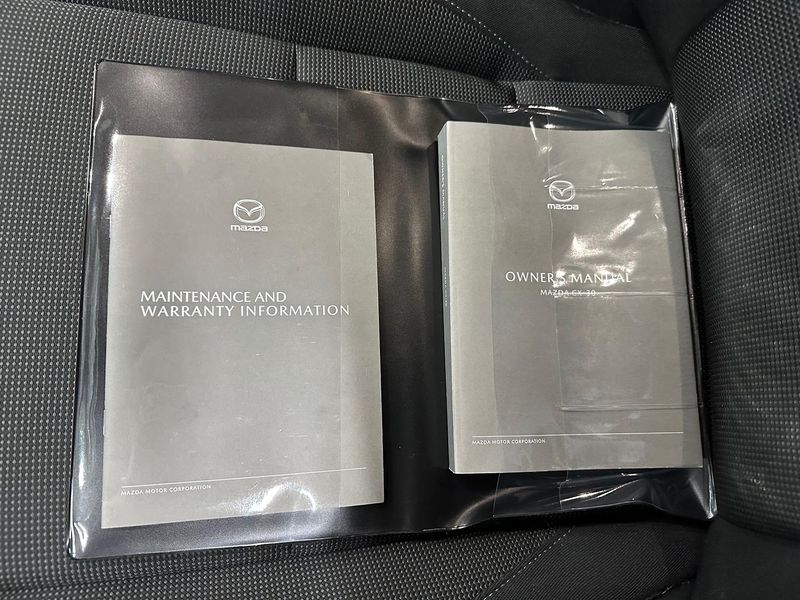 mazda
MAINTENANCE AND
WARRANTY INFORMATION
MAZDA MOTOR CORPORATION
mazda
OWNER'S MANUAL
MAZDA CX-30
MAZDA MOTOR CORPORATION